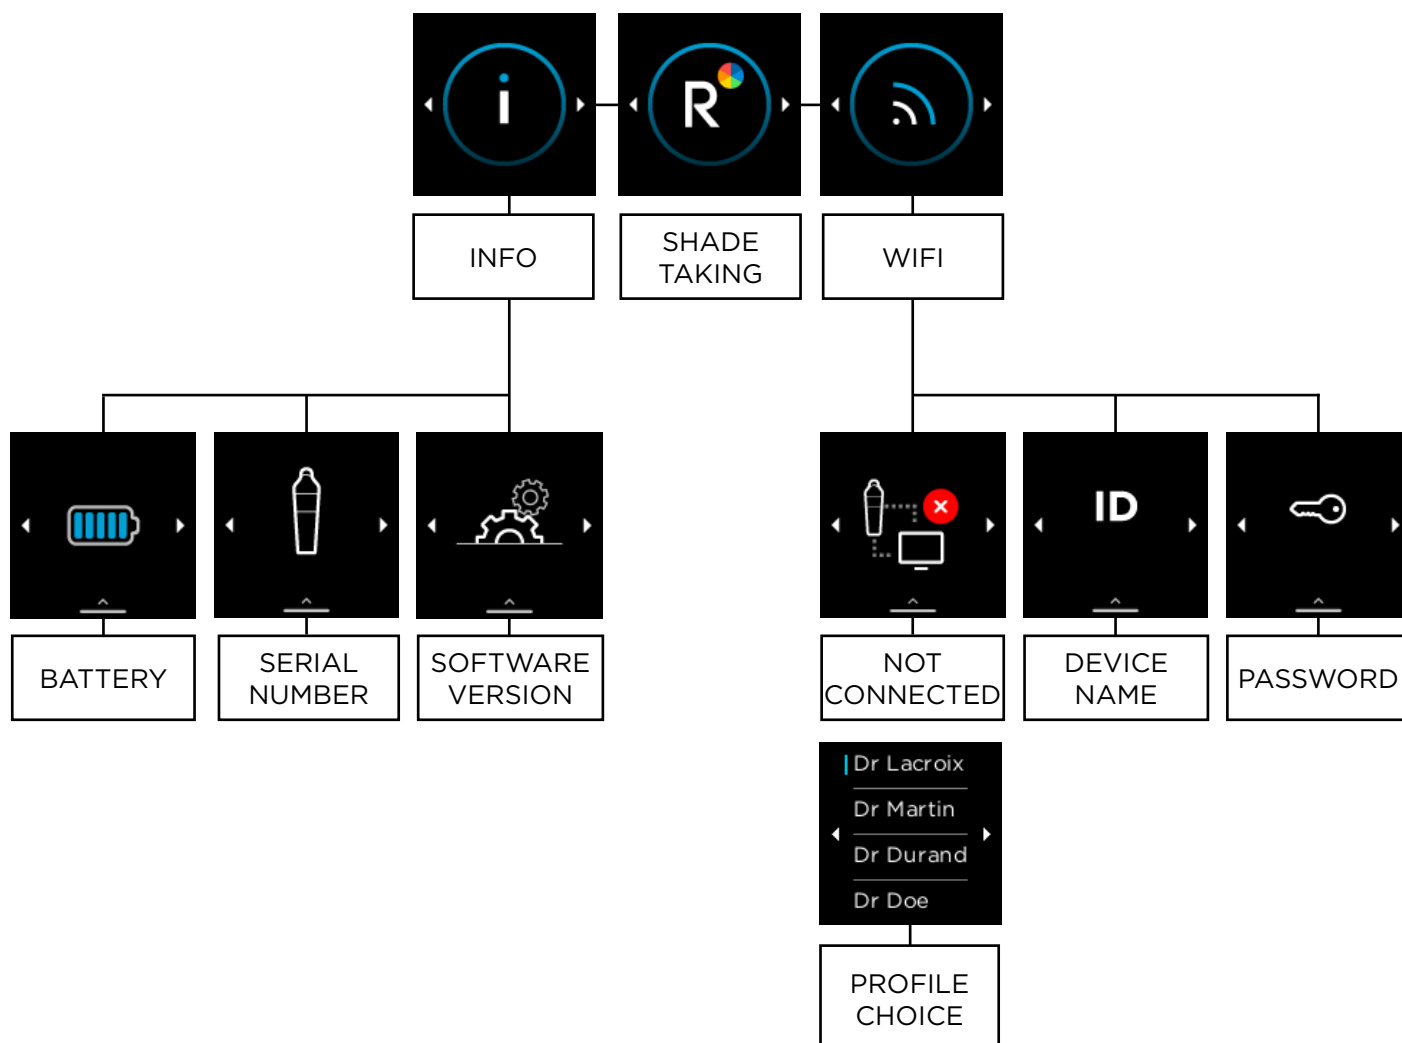 i
R
INFO
SHADE
TAKING
WIFI
ID
BATTERY
SERIAL
NUMBER
SOFTWARE
VERSION
NOT
CONNECTED
DEVICE
NAME
PASSWORD
Dr Lacroix
Dr Martin
Dr Durand
Dr Doe
PROFILE
CHOICE